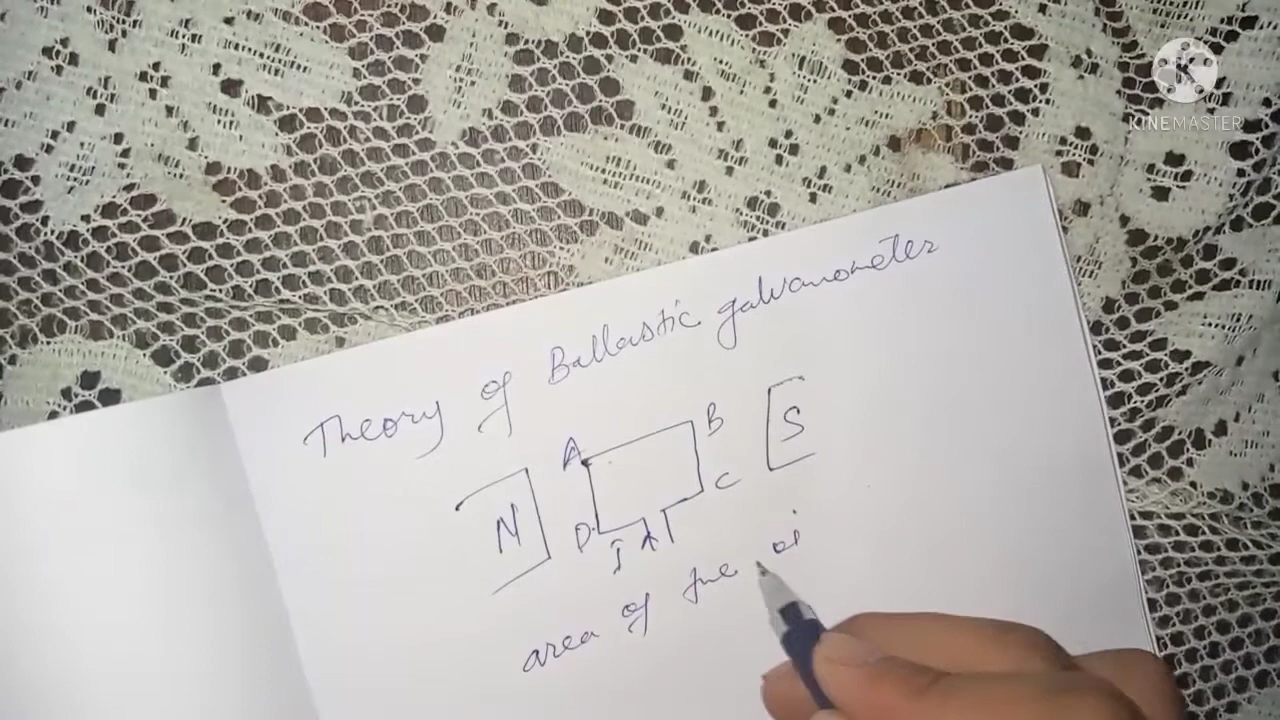 KINEMASTER
Theory of Ballastic galvanometer
A B
N S
D C
I
area of the